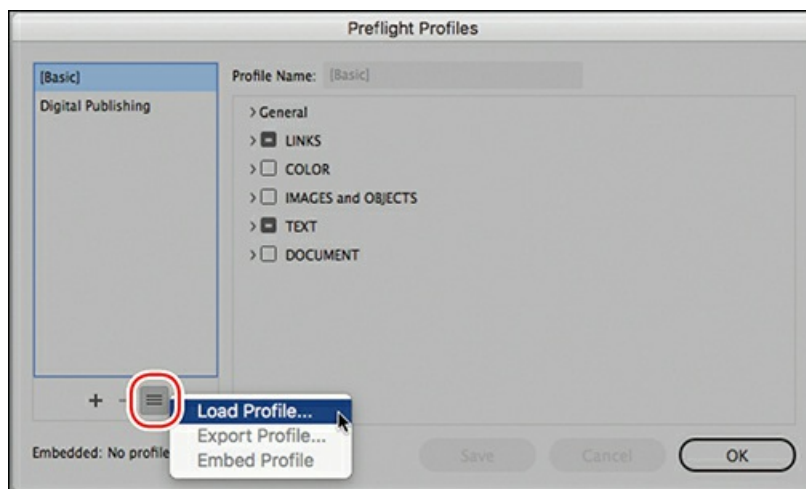 Preflight Profiles
[Basic]
Digital Publishing
Profile Name: [Basic]
General
LINKS
COLOR
IMAGES and OBJECTS
TEXT
DOCUMENT
Load Profile...
Export Profile...
Embed Profile
Embedded: No profile
Save
Cancel
OK